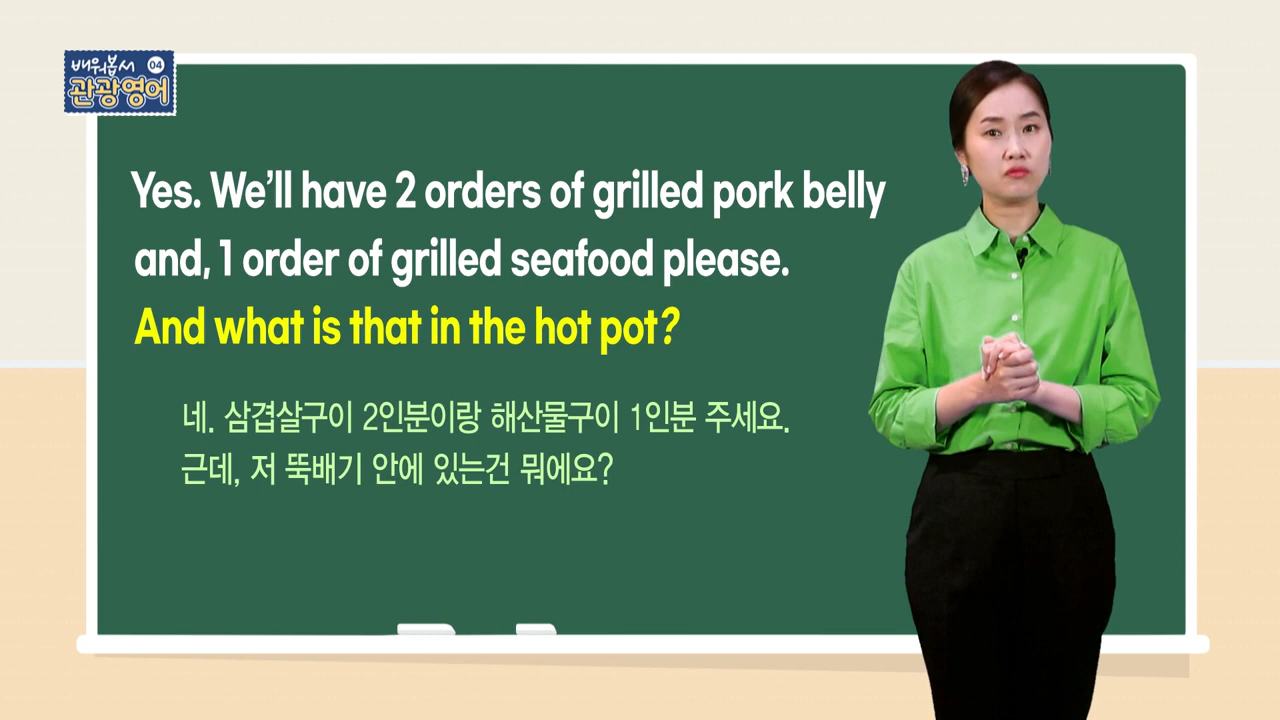 배워봅서 04
관광영어
Yes. We'll have 2 orders of grilled pork belly
and, 1 order of grilled seafood please.
And what is that in the hot pot?
네. 삼겹살구이 2인분이랑 해산물구이 1인분 주세요.
근데, 저 뚝배기 안에 있는건 뭐에요?